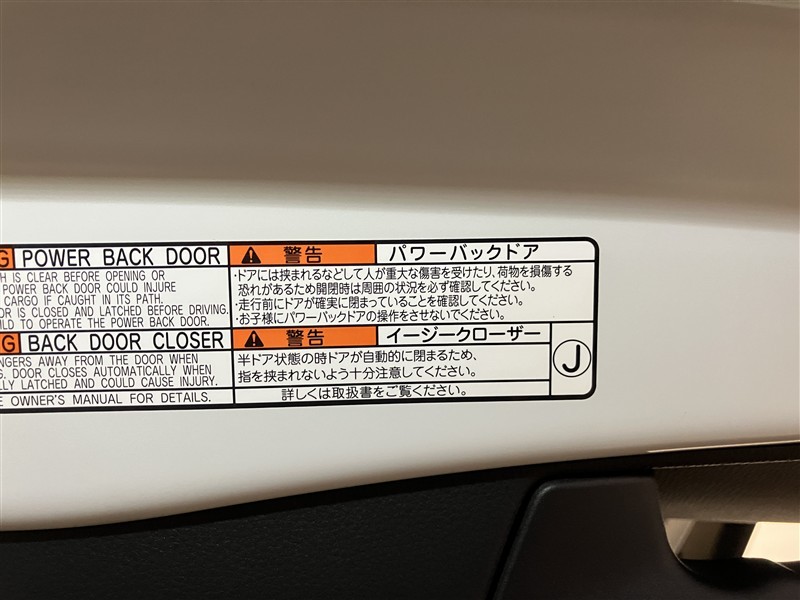 G POWER BACK DOOR
H IS CLEAR BEFORE OPENING OR
POWER BACK DOOR COULD INJURE
CARGO IF CAUGHT IN ITS PATH.
OR IS CLOSED AND LATCHED BEFORE DRIVING.
ILD TO OPERATE THE POWER BACK DOOR.
警告 パワーバックドア
・ドアには挟まれるなどして人が重大な傷害を受けたり、荷物を損傷する
恐れがあるため開閉時は周囲の状況を必ず確認してください。
・走行前にドアが確実に閉まっていることを確認してください。
・お子様にパワーバックドアの操作をさせないでください。
G BACK DOOR CLOSER
NGERS AWAY FROM THE DOOR WHEN
G. DOOR CLOSES AUTOMATICALLY WHEN
LLY LATCHED AND COULD CAUSE INJURY.
E OWNER'S MANUAL FOR DETAILS.
警告 イージークローザー
半ドア状態の時ドアが自動的に閉まるため、
指を挟まれないよう十分注意してください。
詳しくは取扱書をご覧ください。
J